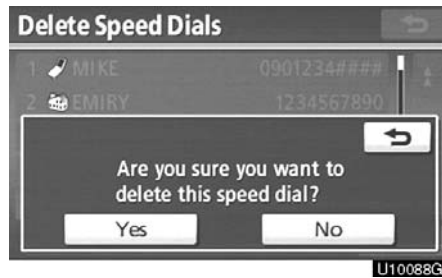 Delete Speed Dials
1 MIKE 0901234####
2 EMIRY 1234567890
Are you sure you want to
delete this speed dial?
Yes No
U10088G